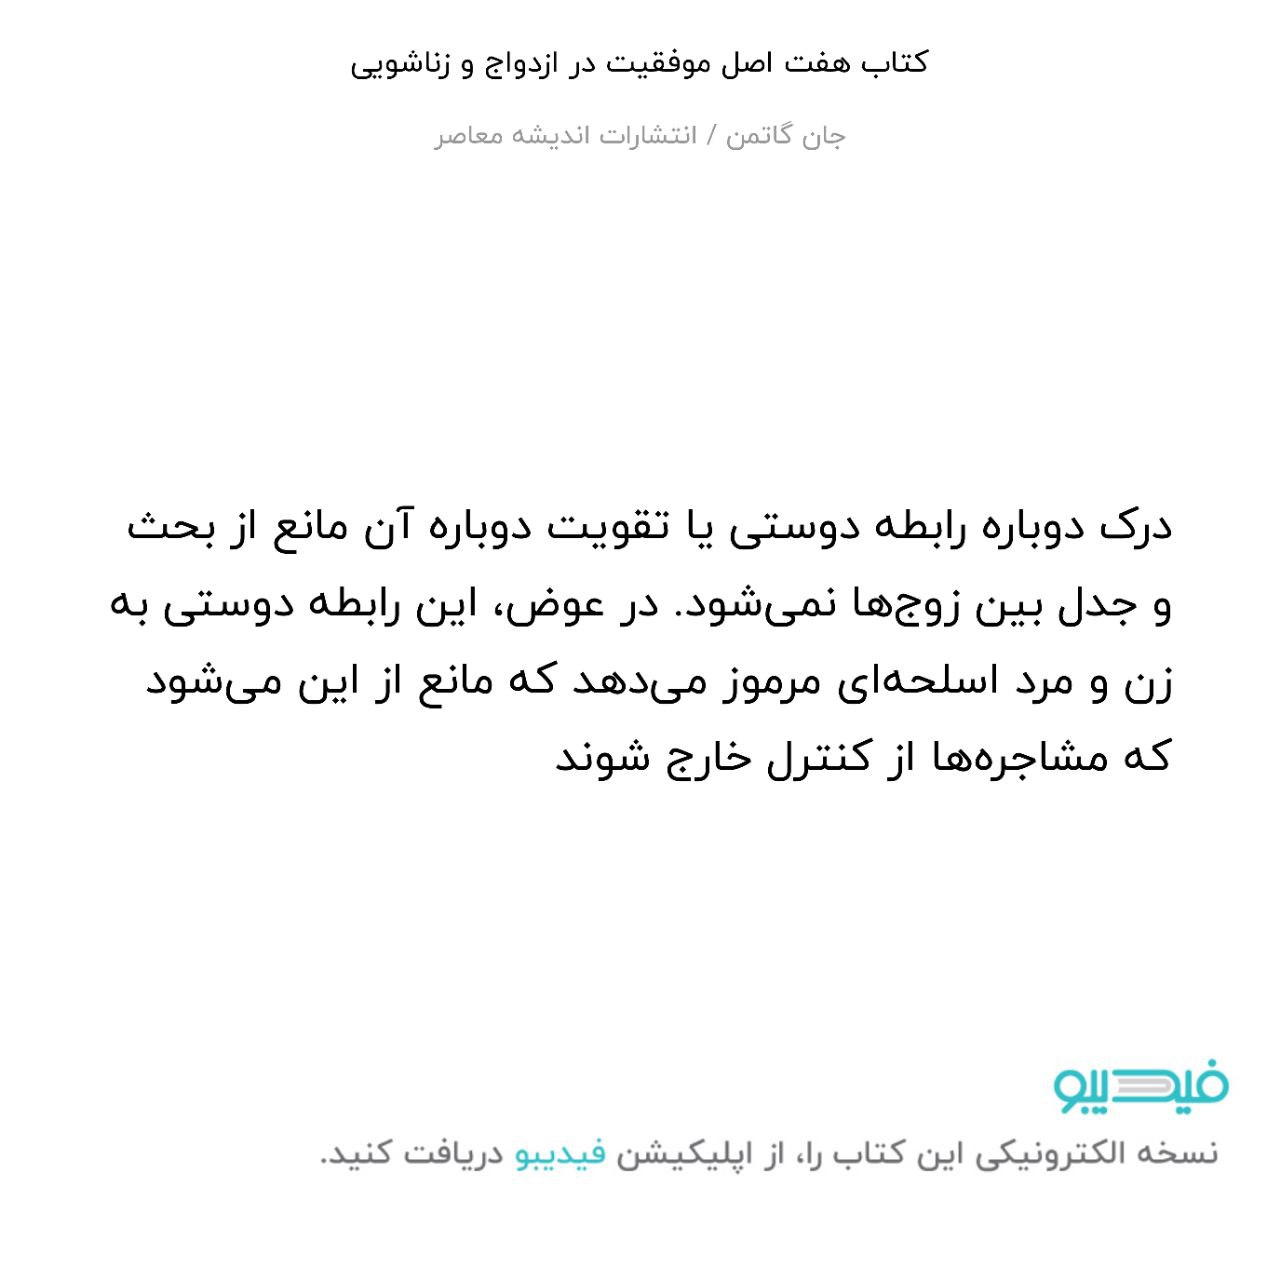 کتاب هفت اصل موفقیت در ازدواج و زناشویی
جان گاتمن / انتشارات اندیشه معاصر
درک دوباره رابطه دوستی یا تقویت دوباره آن مانع از بحث
و جدل بین زوج‌ها نمی‌شود. در عوض، این رابطه دوستی به
زن و مرد اسلحه‌ای مرموز می‌دهد که مانع از این می‌شود
که مشاجره‌ها از کنترل خارج شوند
فیدیبو
نسخه الکترونیکی این کتاب را، از اپلیکیشن فیدیبو دریافت کنید.